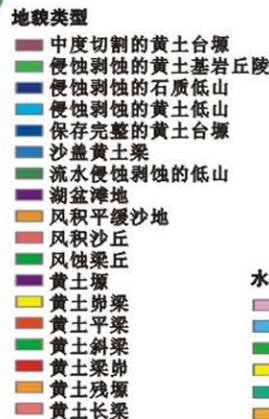 地貌类型
中度切割的黄土台塬
侵蚀剥蚀的黄土基岩丘陵
侵蚀剥蚀的石质低山
侵蚀剥蚀的黄土低山
保存完整的黄土台塬
沙盖黄土梁
流水侵蚀剥蚀的低山
湖盆滩地
风积平缓沙地
风积沙丘
风蚀梁丘
黄土塬
水
黄土峁梁
黄土平梁
黄土斜梁
黄土梁峁
黄土残塬
黄土长梁